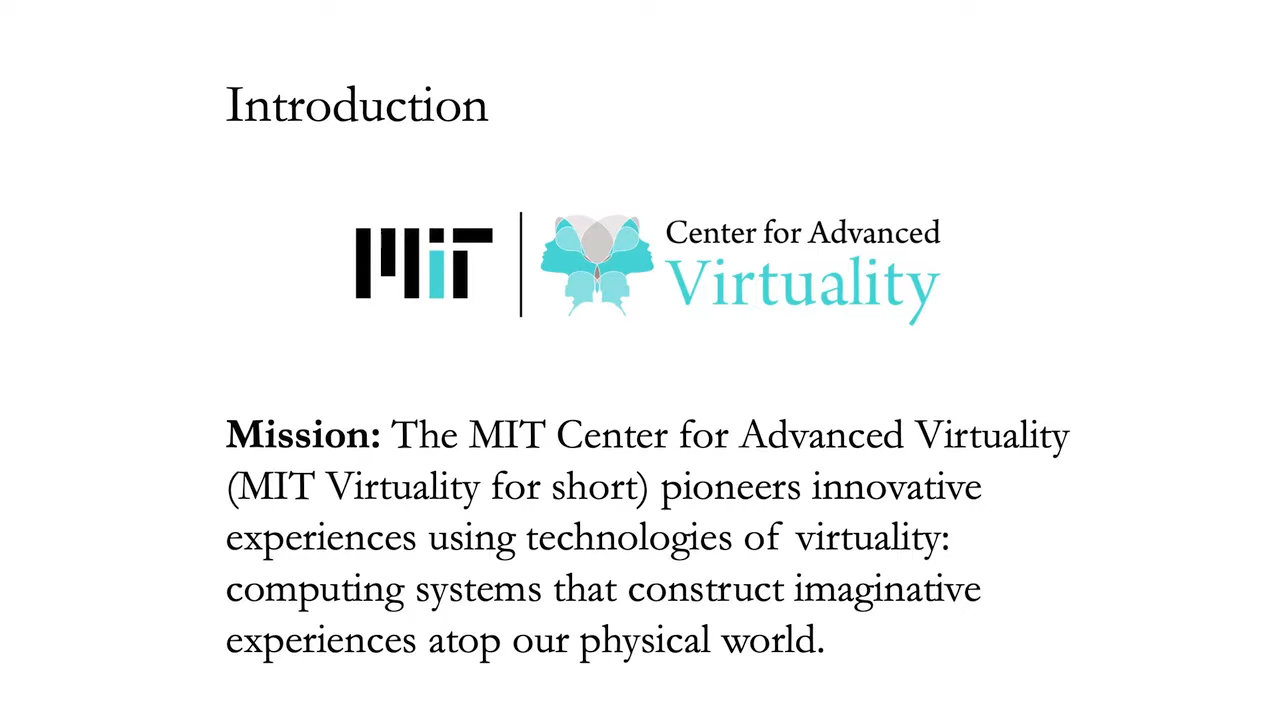 Introduction
MIT
Center for Advanced
Virtuality
Mission: The MIT Center for Advanced Virtuality
(MIT Virtuality for short) pioneers innovative
experiences using technologies of virtuality:
computing systems that construct imaginative
experiences atop our physical world.